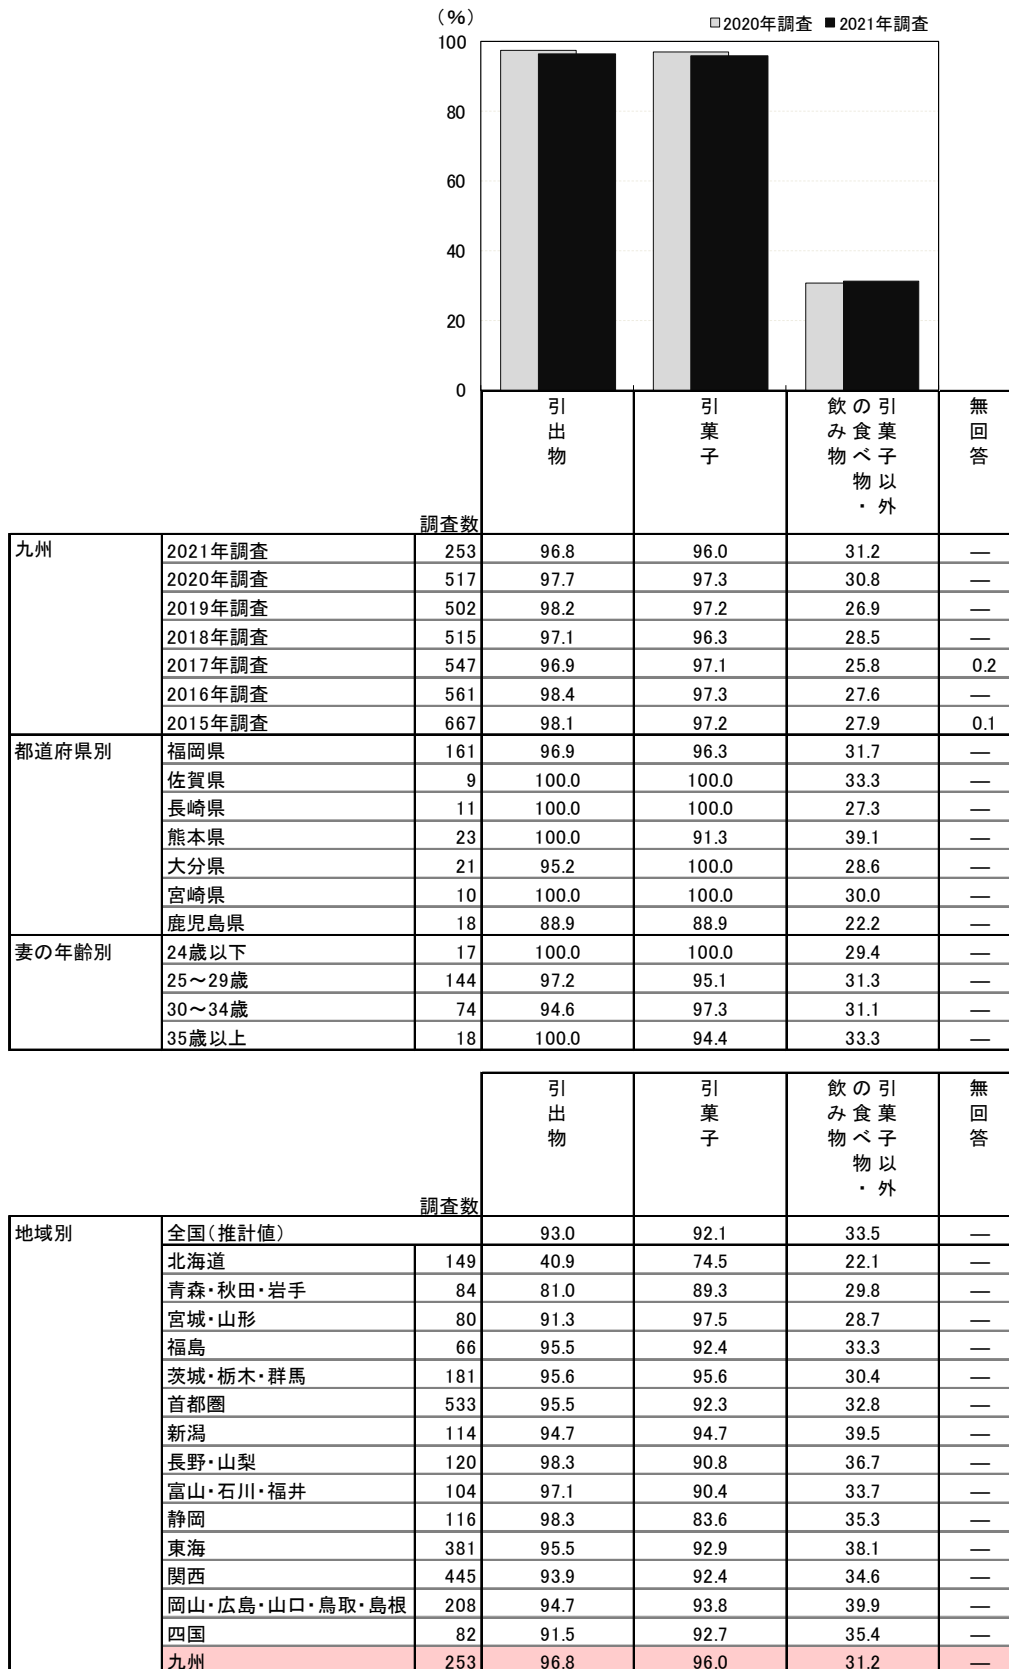 （％）
□2020年調査 ■2021年調査
100
80
60
40
20
0
調査数 引出物 引菓子 引菓子以外の食べ物・飲み物 無回答
九州 2021年調査 253 96.8 96.0 31.2 ―
2020年調査 517 97.7 97.3 30.8 ―
2019年調査 502 98.2 97.2 26.9 ―
2018年調査 515 97.1 96.3 28.5 ―
2017年調査 547 96.9 97.1 25.8 0.2
2016年調査 561 98.4 97.3 27.6 ―
2015年調査 667 98.1 97.2 27.9 0.1
都道府県別 福岡県 161 96.9 96.3 31.7 ―
佐賀県 9 100.0 100.0 33.3 ―
長崎県 11 100.0 100.0 27.3 ―
熊本県 23 100.0 91.3 39.1 ―
大分県 21 95.2 100.0 28.6 ―
宮崎県 10 100.0 100.0 30.0 ―
鹿児島県 18 88.9 88.9 22.2 ―
妻の年齢別 24歳以下 17 100.0 100.0 29.4 ―
25～29歳 144 97.2 95.1 31.3 ―
30～34歳 74 94.6 97.3 31.1 ―
35歳以上 18 100.0 94.4 33.3 ―
調査数 引出物 引菓子 引菓子以外の食べ物・飲み物 無回答
地域別 全国（推計値） 93.0 92.1 33.5 ―
北海道 149 40.9 74.5 22.1 ―
青森・秋田・岩手 84 81.0 89.3 29.8 ―
宮城・山形 80 91.3 97.5 28.7 ―
福島 66 95.5 92.4 33.3 ―
茨城・栃木・群馬 181 95.6 95.6 30.4 ―
首都圏 533 95.5 92.3 32.8 ―
新潟 114 94.7 94.7 39.5 ―
長野・山梨 120 98.3 90.8 36.7 ―
富山・石川・福井 104 97.1 90.4 33.7 ―
静岡 116 98.3 83.6 35.3 ―
東海 381 95.5 92.9 38.1 ―
関西 445 93.9 92.4 34.6 ―
岡山・広島・山口・鳥取・島根 208 94.7 93.8 39.9 ―
四国 82 91.5 92.7 35.4 ―
九州 253 96.8 96.0 31.2 ―